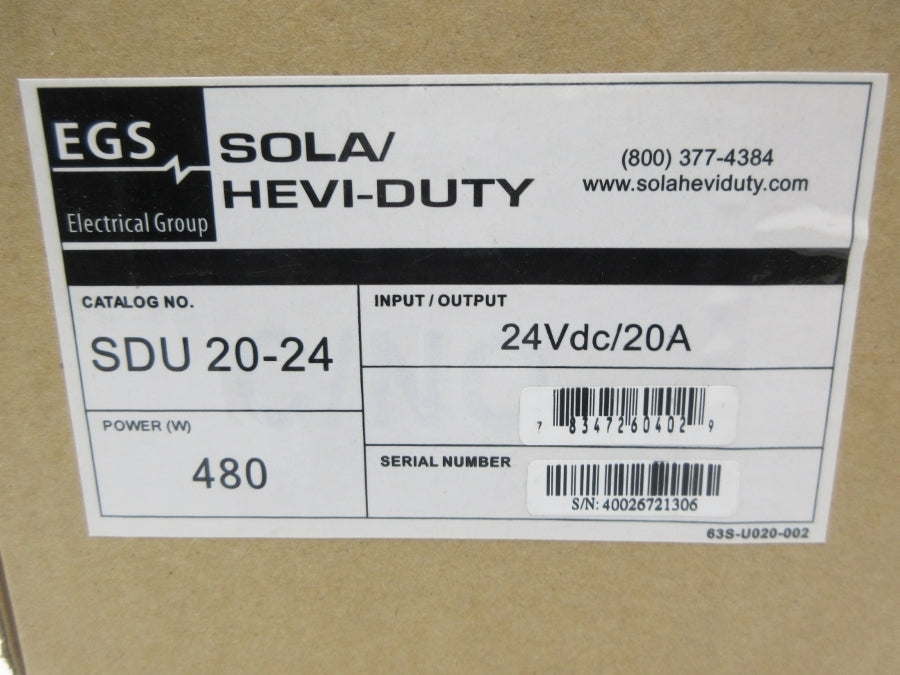 EGS
Electrical Group
SOLA/
HEVI-DUTY
(800) 377-4384
www.solaheviduty.com
CATALOG NO.
SDU 20-24
POWER (W)
480
INPUT / OUTPUT
24Vdc/20A
7 83472 60402 9
SERIAL NUMBER
S/N: 40026721306
63S-U020-002